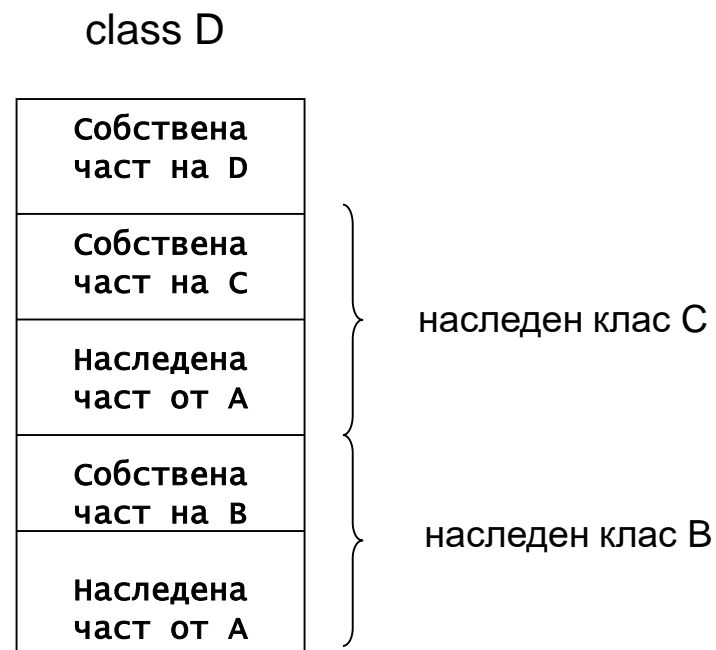 class D
Собствена
част на D
Собствена
част на C
наследен клас C
Наследена
част от A
Собствена
част на B
наследен клас B
Наследена
част от A